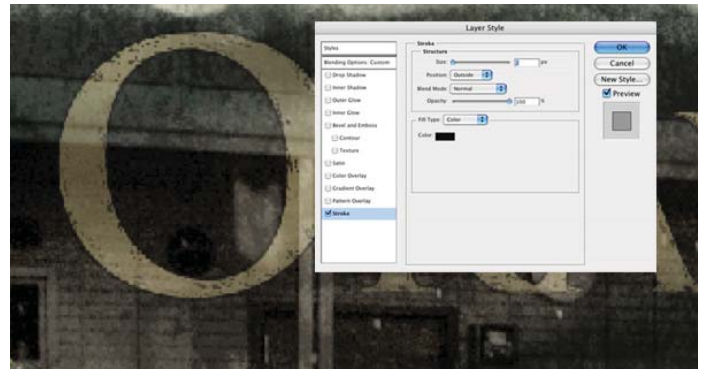 Layer Style
Styles
Blending Options: Custom
Drop Shadow
Inner Shadow
Outer Glow
Inner Glow
Bevel and Emboss
Contour
Texture
Satin
Color Overlay
Gradient Overlay
Pattern Overlay
Stroke
Stroke
Structure
Size: px
Position: Outside
Blend Mode: Normal
Opacity: 100 %
Fill Type: Color
Color:
OK
Cancel
New Style...
Preview
O